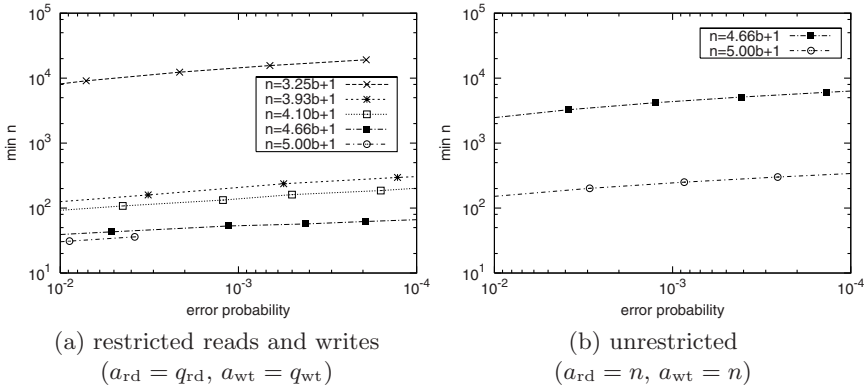 10^5
10^4
10^3
10^2
10^1
min n
n=3.25b+1
n=3.93b+1
n=4.10b+1
n=4.66b+1
n=5.00b+1
10^-2
10^-3
10^-4
error probability
(a) restricted reads and writes
(a_rd = q_rd, a_wt = q_wt)
10^5
10^4
10^3
10^2
10^1
min n
n=4.66b+1
n=5.00b+1
10^-2
10^-3
10^-4
error probability
(b) unrestricted
(a_rd = n, a_wt = n)